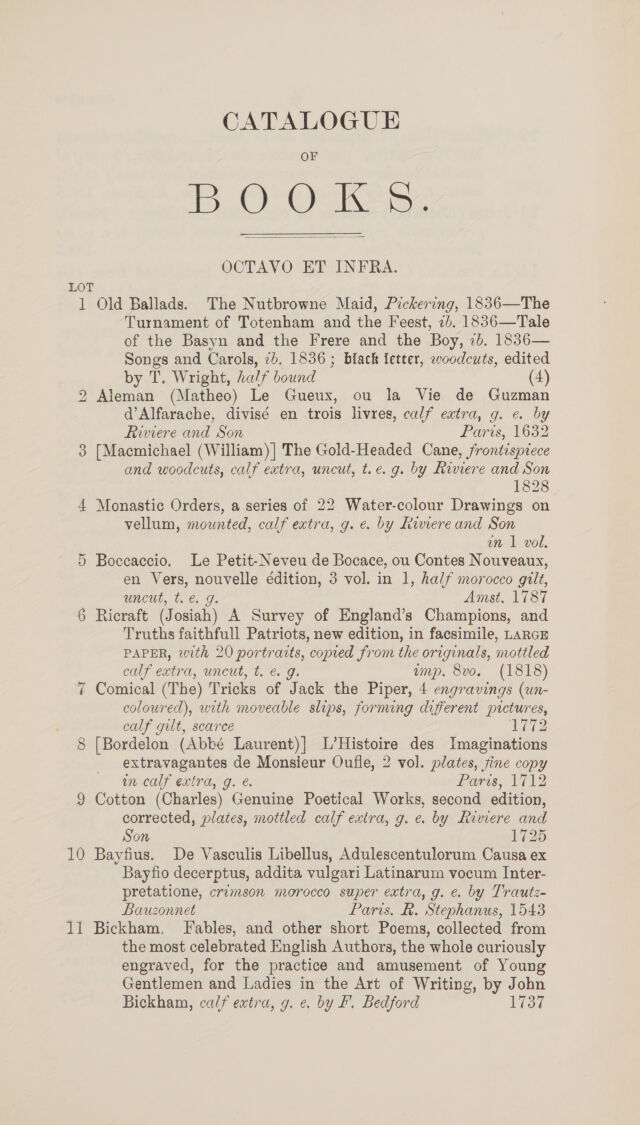 CATALOGUE
OF
BOOKS.
OCTAVO ET INFRA.
LOT
1 Old Ballads. The Nutbrowne Maid, Pickering, 1836—The
Turnament of Totenham and the Feest, ib. 1836—Tale
of the Basyn and the Frere and the Boy, ib. 1836—
Songs and Carols, ib. 1836; black letter, woodcuts, edited
by T. Wright, half bound (4)
2 Aleman (Matheo) Le Gueux, ou la Vie de Guzman
d'Alfarache, divisé en trois livres, calf extra, g. e. by
Riviere and Son Paris, 1632
3 [Macmichael (William)] The Gold-Headed Cane, frontispiece
and woodcuts, calf extra, uncut, t. e. g. by Riviere and Son
1828
4 Monastic Orders, a series of 22 Water-colour Drawings on
vellum, mounted, calf extra, g. e. by Riviere and Son
in 1 vol.
5 Boccaccio. Le Petit-Neveu de Bocace, ou Contes Nouveaux,
en Vers, nouvelle édition, 3 vol. in 1, half morocco gilt,
uncut, t. e. g. Amst. 1787
6 Ricraft (Josiah) A Survey of England's Champions, and
Truths faithfull Patriots, new edition, in facsimile, LARGE
PAPER, with 20 portraits, copied from the originals, mottled
calf extra, uncut, t. e. g. imp. 8vo. (1818)
7 Comical (The) Tricks of Jack the Piper, 4 engravings (un-
coloured), with moveable slips, forming different pictures,
calf gilt, scarce 1772
8 [Bordelon (Abbé Laurent)] L'Histoire des Imaginations
extravagantes de Monsieur Oufle, 2 vol. plates, fine copy
in calf extra, g. e. Paris, 1712
9 Cotton (Charles) Genuine Poetical Works, second edition,
corrected, plates, mottled calf extra, g. e. by Riviere and
Son 1725
10 Bayfius. De Vasculis Libellus, Adulescentulorum Causa ex
Bayfio decerptus, addita vulgari Latinarum vocum Inter-
pretatione, crimson morocco super extra, g. e. by Trautz-
Bauzonnet Paris. R. Stephanus, 1543
11 Bickham. Fables, and other short Poems, collected from
the most celebrated English Authors, the whole curiously
engraved, for the practice and amusement of Young
Gentlemen and Ladies in the Art of Writing, by John
Bickham, calf extra, g. e. by F. Bedford 1737